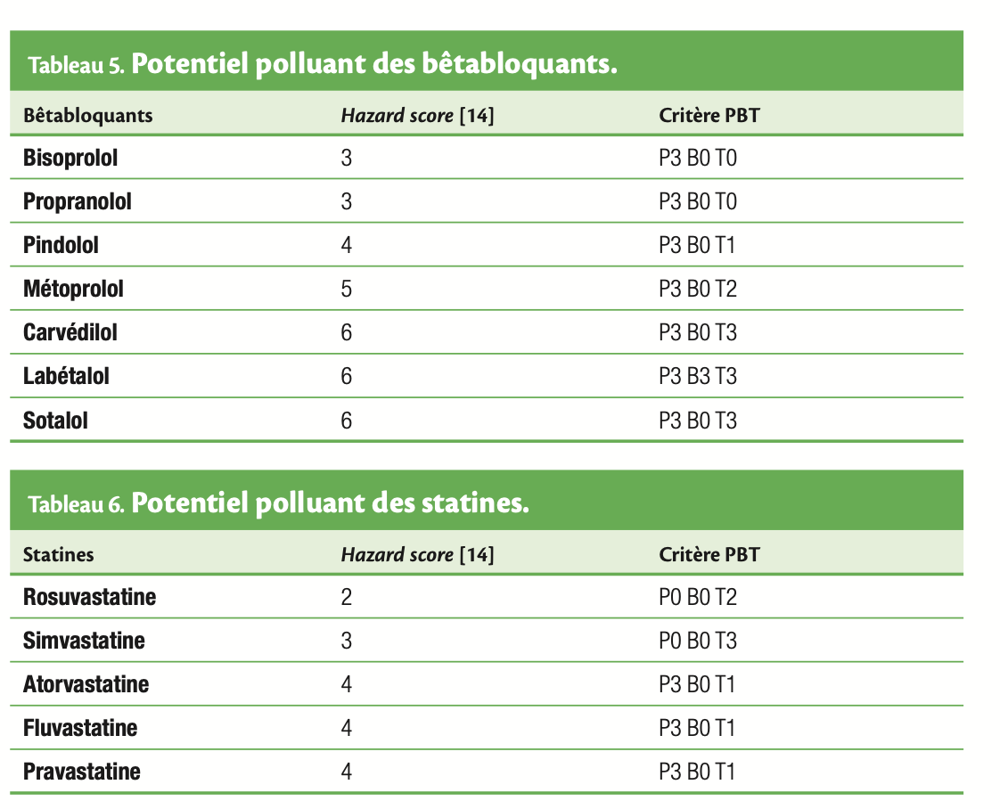 Tableau 5. Potentiel polluant des bêtabloquants.
Bêtabloquants Hazard score [14] Critère PBT
Bisoprolol 3 P3 B0 T0
Propranolol 3 P3 B0 T0
Pindolol 4 P3 B0 T1
Métoprolol 5 P3 B0 T2
Carvédilol 6 P3 B0 T3
Labétalol 6 P3 B3 T3
Sotalol 6 P3 B0 T3
Tableau 6. Potentiel polluant des statines.
Statines Hazard score [14] Critère PBT
Rosuvastatine 2 P0 B0 T2
Simvastatine 3 P0 B0 T3
Atorvastatine 4 P3 B0 T1
Fluvastatine 4 P3 B0 T1
Pravastatine 4 P3 B0 T1